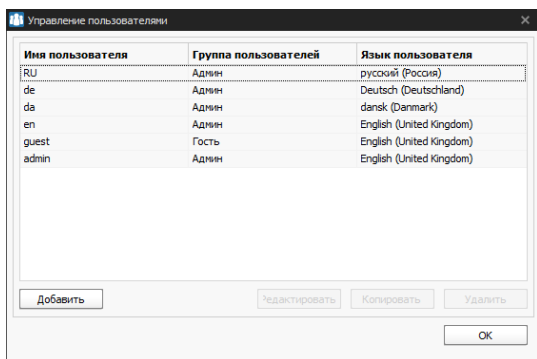 Управление пользователями
Имя пользователя Группа пользователей Язык пользователя
RU Админ русский (Россия)
de Админ Deutsch (Deutschland)
da Админ dansk (Danmark)
en Админ English (United Kingdom)
guest Гость English (United Kingdom)
admin Админ English (United Kingdom)
Добавить Редактировать Копировать Удалить
OK